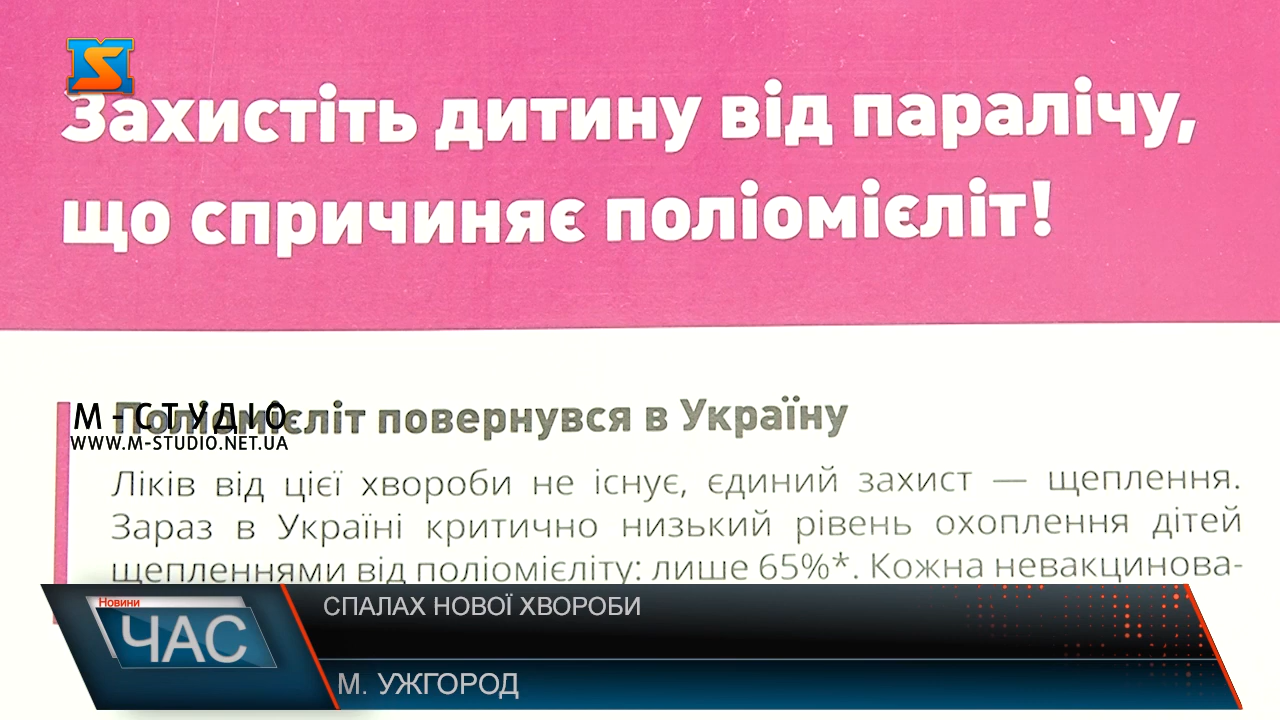 Захистіть дитину від паралічу,
що спричиняє поліомієліт!
М-СТУДІО
WWW.M-STUDIO.NET.UA
Поліомієліт повернувся в Україну
Ліків від цієї хвороби не існує, єдиний захист — щеплення.
Зараз в Україні критично низький рівень охоплення дітей
щепленнями від поліомієліту: лише 65%*. Кожна невакцинова-
Новини
ЧАС
СПАЛАХ НОВОЇ ХВОРОБИ
М. УЖГОРОД